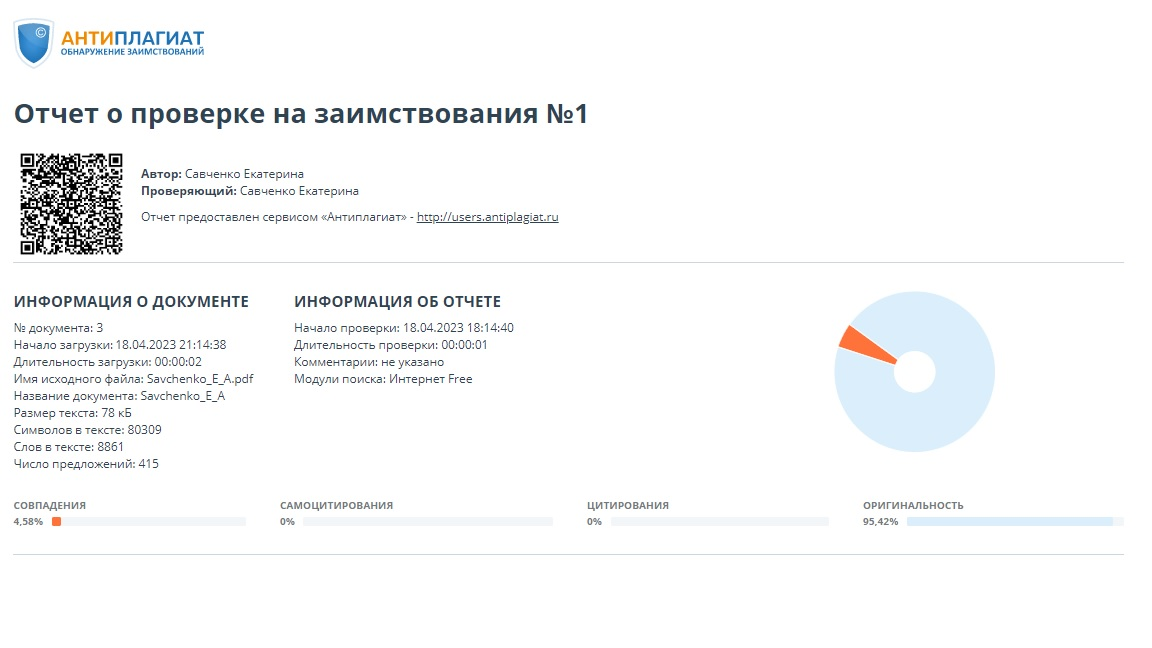 ©
АНТИПЛАГИАТ
ОБНАРУЖЕНИЕ ЗАИМСТВОВАНИЙ
Отчет о проверке на заимствования №1
Автор: Савченко Екатерина
Проверяющий: Савченко Екатерина
Отчет предоставлен сервисом «Антиплагиат» - http://users.antiplagiat.ru
ИНФОРМАЦИЯ О ДОКУМЕНТЕ
№ документа: 3
Начало загрузки: 18.04.2023 21:14:38
Длительность загрузки: 00:00:02
Имя исходного файла: Savchenko_E_A.pdf
Название документа: Savchenko_E_A
Размер текста: 78 кБ
Символов в тексте: 80309
Слов в тексте: 8861
Число предложений: 415
ИНФОРМАЦИЯ ОБ ОТЧЕТЕ
Начало проверки: 18.04.2023 18:14:40
Длительность проверки: 00:00:01
Комментарии: не указано
Модули поиска: Интернет Free
СОВПАДЕНИЯ
4,58%
САМОЦИТИРОВАНИЯ
0%
ЦИТИРОВАНИЯ
0%
ОРИГИНАЛЬНОСТЬ
95,42%